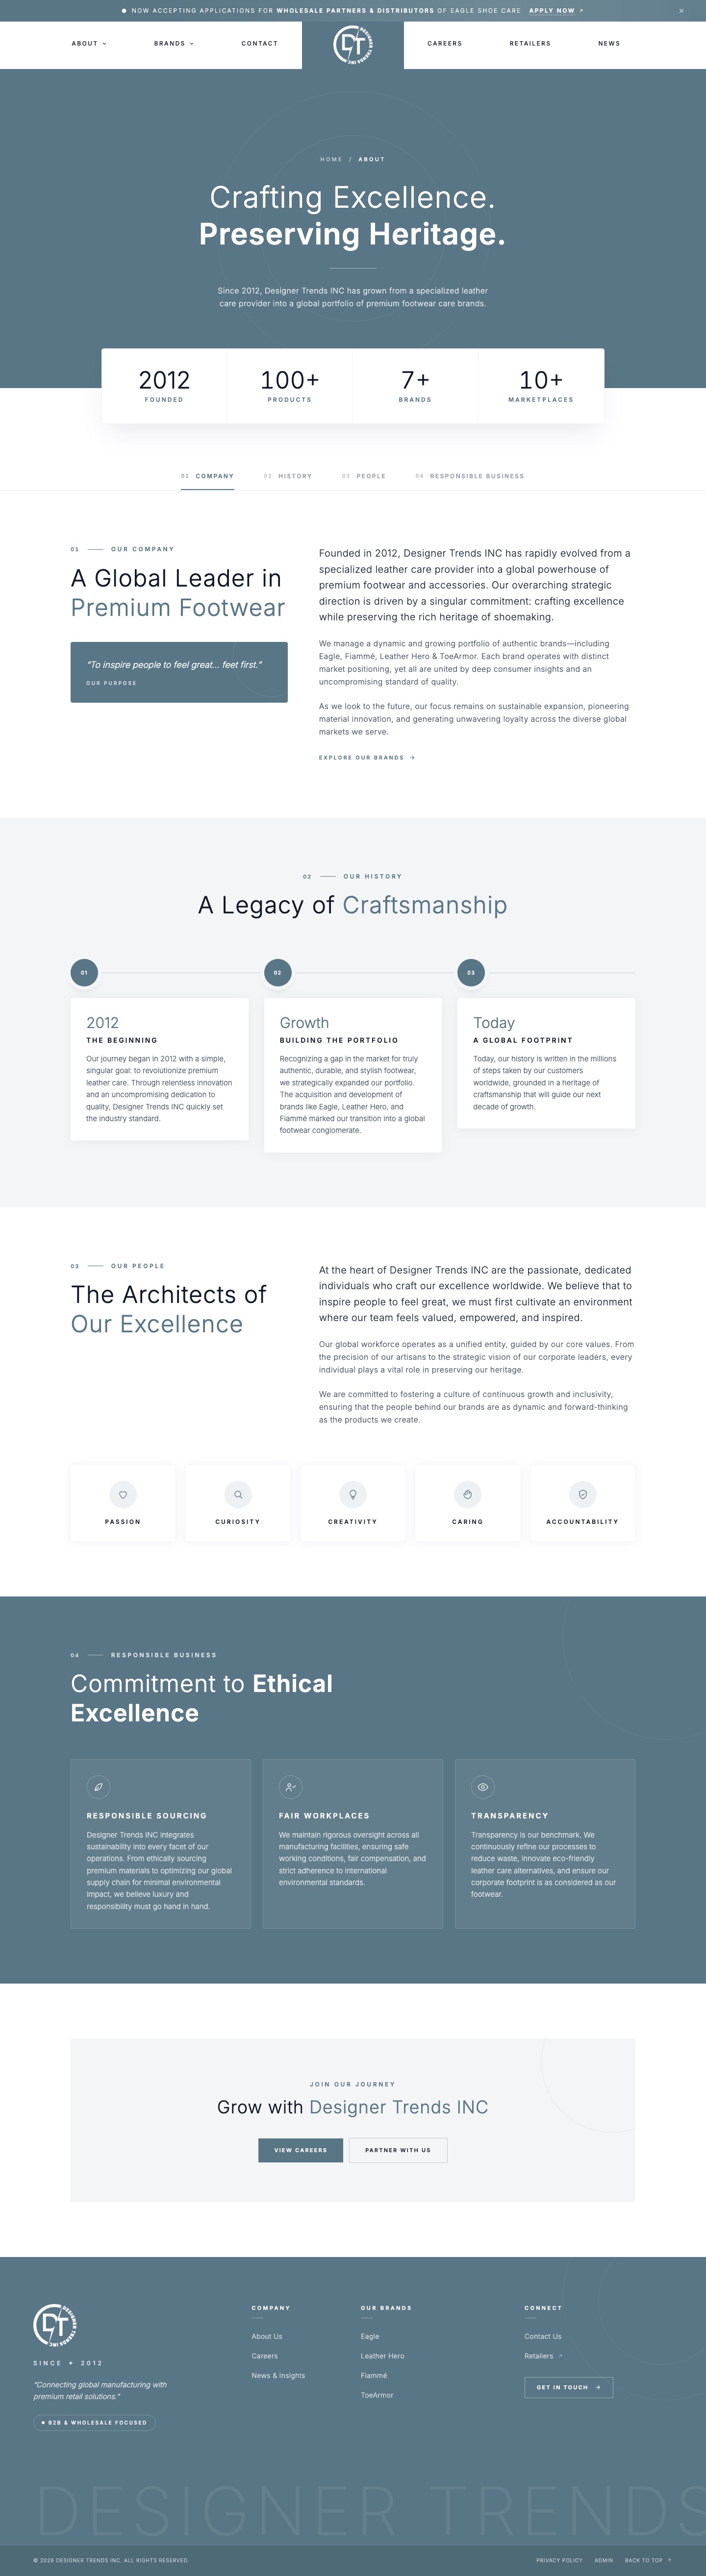 NOW ACCEPTING APPLICATIONS FOR WHOLESALE PARTNERS & DISTRIBUTORS OF EAGLE SHOE CARE APPLY NOW ↗ ×
ABOUT BRANDS CONTACT DT DESIGNER TRENDS INC CAREERS RETAILERS NEWS
HOME / ABOUT
Crafting Excellence.
Preserving Heritage.
Since 2012, Designer Trends INC has grown from a specialized leather
care provider into a global portfolio of premium footwear care brands.
2012 100+ 7+ 10+
FOUNDED PRODUCTS BRANDS MARKETPLACES
01 COMPANY 02 HISTORY 03 PEOPLE 04 RESPONSIBLE BUSINESS
01 OUR COMPANY
A Global Leader in
Premium Footwear
"To inspire people to feel great... feet first."
OUR PURPOSE
Founded in 2012, Designer Trends INC has rapidly evolved from a
specialized leather care provider into a global powerhouse of
premium footwear and accessories. Our overarching strategic
direction is driven by a singular commitment: crafting excellence
while preserving the rich heritage of shoemaking.
We manage a dynamic and growing portfolio of authentic brands—including
Eagle, Fiammé, Leather Hero & ToeArmor. Each brand operates with distinct
market positioning, yet all are united by deep consumer insights and an
uncompromising standard of quality.
As we look to the future, our focus remains on sustainable expansion, pioneering
material innovation, and generating unwavering loyalty across the diverse global
markets we serve.
EXPLORE OUR BRANDS →
02 OUR HISTORY
A Legacy of Craftsmanship
01
2012
THE BEGINNING
Our journey began in 2012 with a simple,
singular goal: to revolutionize premium
leather care. Through relentless innovation
and an uncompromising dedication to
quality, Designer Trends INC quickly set
the industry standard.
02
Growth
BUILDING THE PORTFOLIO
Recognizing a gap in the market for truly
authentic, durable, and stylish footwear,
we strategically expanded our portfolio.
The acquisition and development of
brands like Eagle, Leather Hero, and
Fiammé marked our transition into a global
footwear conglomerate.
03
Today
A GLOBAL FOOTPRINT
Today, our history is written in the millions
of steps taken by our customers
worldwide, grounded in a heritage of
craftsmanship that will guide our next
decade of growth.
03 OUR PEOPLE
The Architects of
Our Excellence
At the heart of Designer Trends INC are the passionate, dedicated
individuals who craft our excellence worldwide. We believe that to
inspire people to feel great, we must first cultivate an environment
where our team feels valued, empowered, and inspired.
Our global workforce operates as a unified entity, guided by our core values. From
the precision of our artisans to the strategic vision of our corporate leaders, every
individual plays a vital role in preserving our heritage.
We are committed to fostering a culture of continuous growth and inclusivity,
ensuring that the people behind our brands are as dynamic and forward-thinking
as the products we create.
PASSION CURIOSITY CREATIVITY CARING ACCOUNTABILITY
04 RESPONSIBLE BUSINESS
Commitment to Ethical
Excellence
RESPONSIBLE SOURCING
Designer Trends INC integrates
sustainability into every facet of our
operations. From ethically sourcing
premium materials to optimizing our global
supply chain for minimal environmental
impact, we believe luxury and
responsibility must go hand in hand.
FAIR WORKPLACES
We maintain rigorous oversight across all
manufacturing facilities, ensuring safe
working conditions, fair compensation, and
strict adherence to international
environmental standards.
TRANSPARENCY
Transparency is our benchmark. We
continuously refine our processes to
reduce waste, innovate eco-friendly
leather care alternatives, and ensure our
corporate footprint is as considered as our
footwear.
JOIN OUR JOURNEY
Grow with Designer Trends INC
VIEW CAREERS PARTNER WITH US
DT DESIGNER TRENDS INC
SINCE ✦ 2012
"Connecting global manufacturing with
premium retail solutions."
B2B & WHOLESALE FOCUSED
COMPANY
About Us
Careers
News & Insights
OUR BRANDS
Eagle
Leather Hero
Fiammé
ToeArmor
CONNECT
Contact Us
Retailers ↗
GET IN TOUCH →
DESIGNER TRENDS
© 2026 DESIGNER TRENDS INC. ALL RIGHTS RESERVED. PRIVACY POLICY ADMIN BACK TO TOP ↑